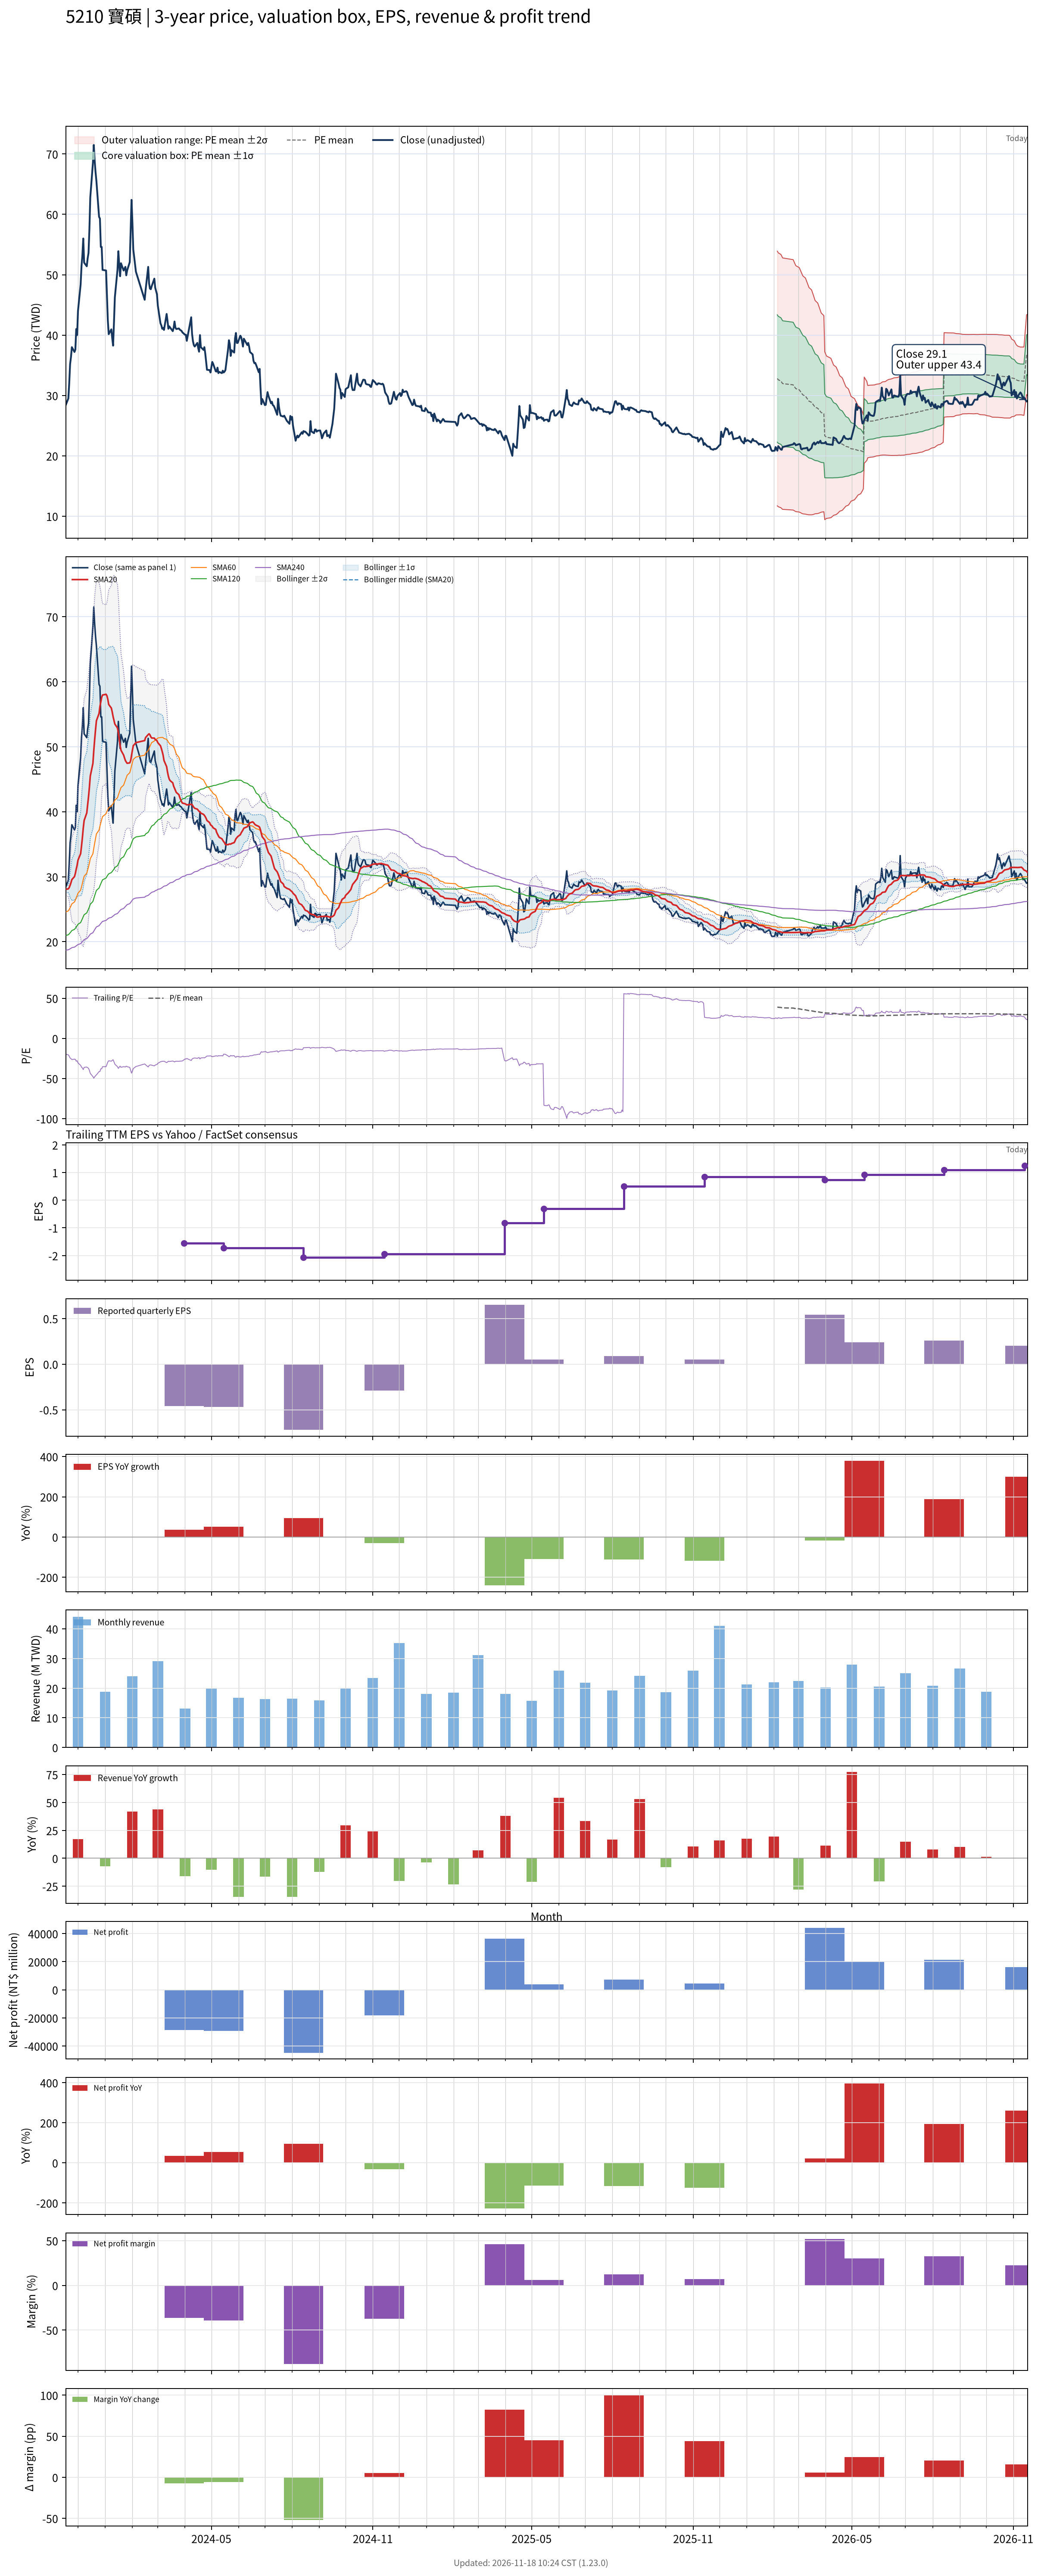 5210 寶碩 | 3-year price, valuation box, EPS, revenue & profit trend
Outer valuation range: PE mean ±2σ
PE mean
Close (unadjusted)
Core valuation box: PE mean ±1σ
Today
Price (TWD)
70
60
50
40
30
20
10
Close 29.1
Outer upper 43.4
Close (same as panel 1)
SMA20
SMA60
SMA120
SMA240
Bollinger ±2σ
Bollinger ±1σ
Bollinger middle (SMA20)
Price
70
60
50
40
30
20
Trailing P/E
P/E mean
P/E
50
0
-50
-100
Trailing TTM EPS vs Yahoo / FactSet consensus
Today
EPS
2
1
0
-1
-2
Reported quarterly EPS
EPS
0.5
0.0
-0.5
EPS YoY growth
YoY (%)
400
200
0
-200
Monthly revenue
Revenue (M TWD)
40
30
20
10
0
Revenue YoY growth
YoY (%)
75
50
25
0
-25
Month
Net profit
Net profit (NT$ million)
40000
20000
0
-20000
-40000
Net profit YoY
YoY (%)
400
200
0
-200
Net profit margin
Margin (%)
50
0
-50
Margin YoY change
Δ margin (pp)
100
50
0
-50
2024-05
2024-11
2025-05
2025-11
2026-05
2026-11
Updated: 2026-11-18 10:24 CST (1.23.0)